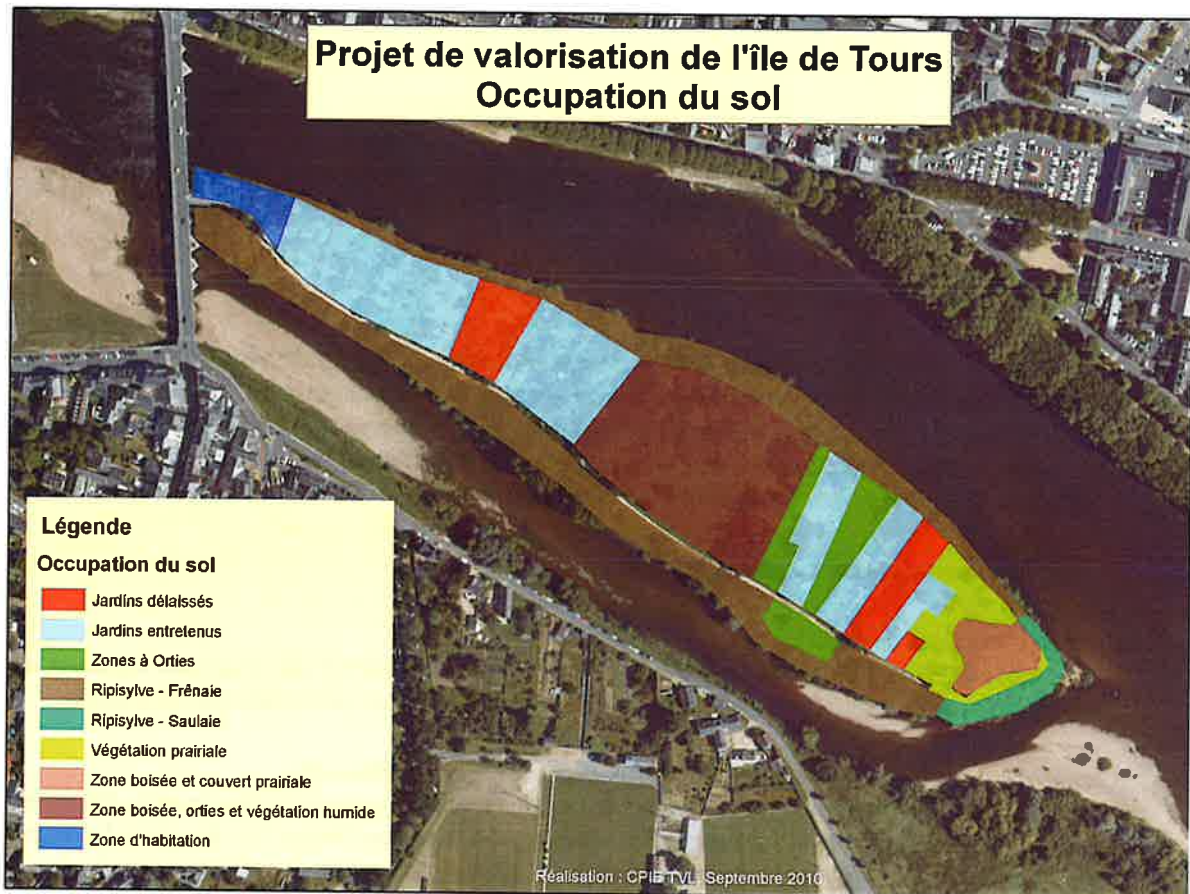 Projet de valorisation de l'île de Tours
Occupation du sol
Légende
Occupation du sol
Jardins délaissés
Jardins entretenus
Zones à Orties
Ripisylve - Frênaie
Ripisylve - Saulaie
Végétation prairiale
Zone boisée et couvert prairiale
Zone boisée, orties et végétation humide
Zone d'habitation
Réalisation : CPIE TVL Septembre 2010